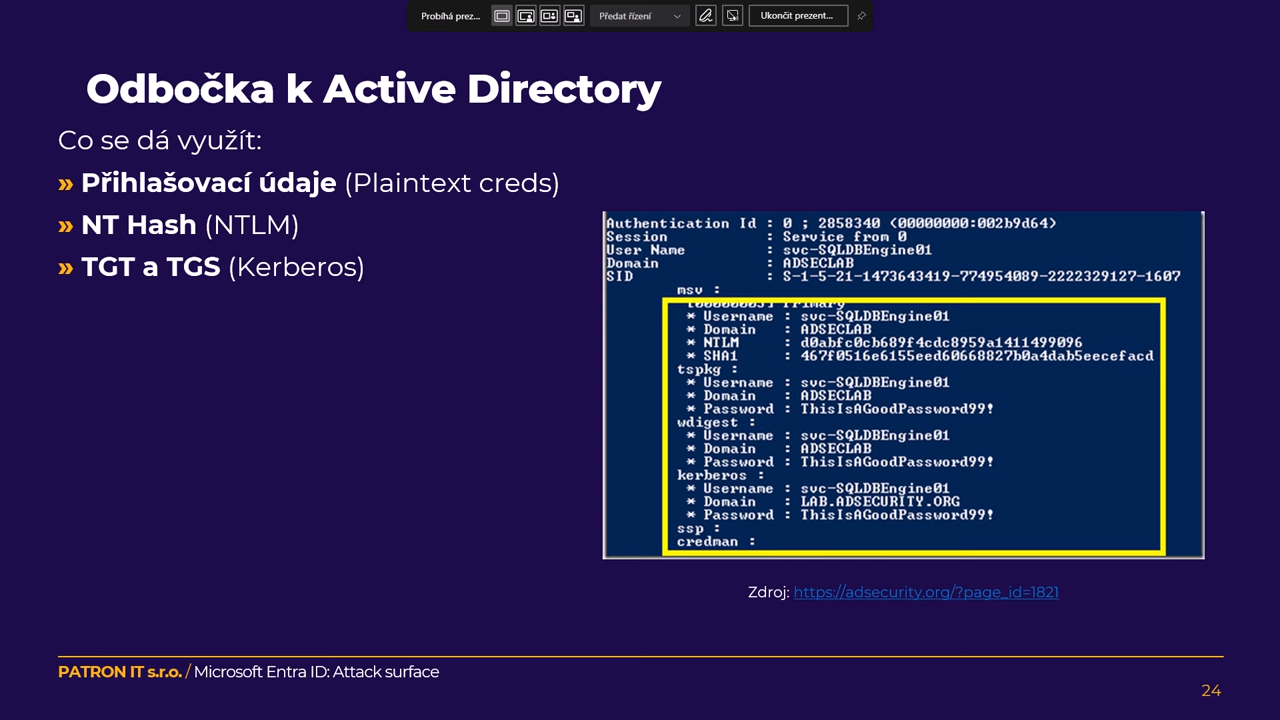 Probíhá prez...
Předat řízení
Ukončit prezent...
Odbočka k Active Directory
Co se dá využít:
» Přihlašovací údaje (Plaintext creds)
» NT Hash (NTLM)
» TGT a TGS (Kerberos)
Authentication Id : 0 ; 2858340 (00000000:002b9d64)
Session : Service from 0
User Name : svc-SQLDBEngine01
Domain : ADSECLAB
SID : S-1-5-21-1473643419-774954089-2222329127-1607
msv :
[00000003] Primary
* Username : svc-SQLDBEngine01
* Domain : ADSECLAB
* NTLM : d0abfc0cb689f4cdc8959a1411499096
* SHA1 : 467f0516e6155eed60668827b0a4dab5eecefacd
tspkg :
* Username : svc-SQLDBEngine01
* Domain : ADSECLAB
* Password : ThisIsAGoodPassword99!
wdigest :
* Username : svc-SQLDBEngine01
* Domain : ADSECLAB
* Password : ThisIsAGoodPassword99!
kerberos :
* Username : svc-SQLDBEngine01
* Domain : LAB.ADSECURITY.ORG
* Password : ThisIsAGoodPassword99!
ssp :
credman :
Zdroj: https://adsecurity.org/?page_id=1821
PATRON IT s.r.o. / Microsoft Entra ID: Attack surface
24